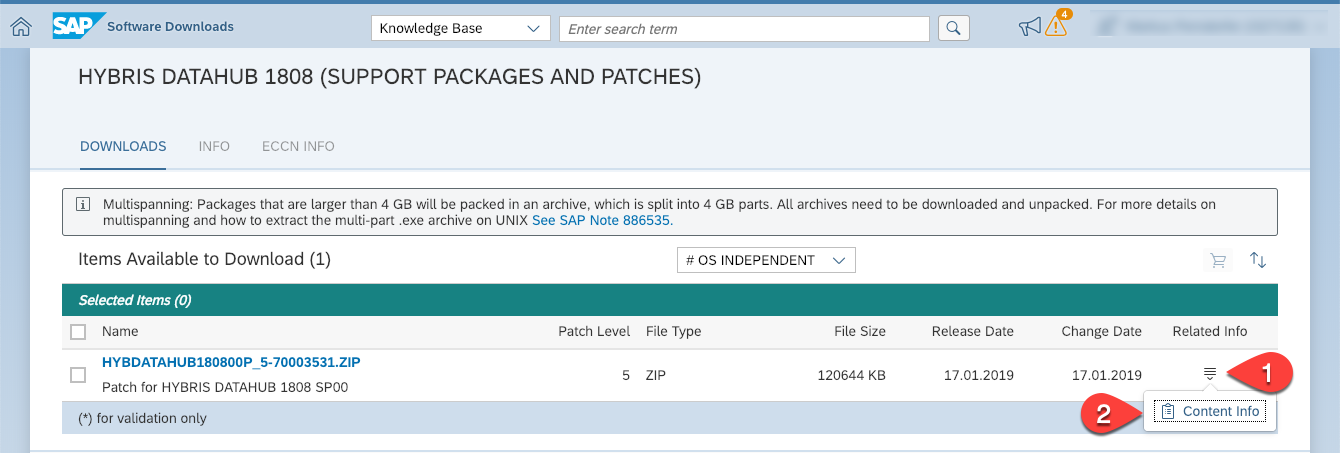 SAP Software Downloads Knowledge Base Enter search term 4
HYBRIS DATAHUB 1808 (SUPPORT PACKAGES AND PATCHES)
DOWNLOADS INFO ECCN INFO
Multispanning: Packages that are larger than 4 GB will be packed in an archive, which is split into 4 GB parts. All archives need to be downloaded and unpacked. For more details on
multispanning and how to extract the multi-part .exe archive on UNIX See SAP Note 886535.
Items Available to Download (1) # OS INDEPENDENT
Selected Items (0)
Name Patch Level File Type File Size Release Date Change Date Related Info
HYBDATAHUB180800P_5-70003531.ZIP
5 ZIP 120644 KB 17.01.2019 17.01.2019 1
Patch for HYBRIS DATAHUB 1808 SP00
2 Content Info
(*) for validation only